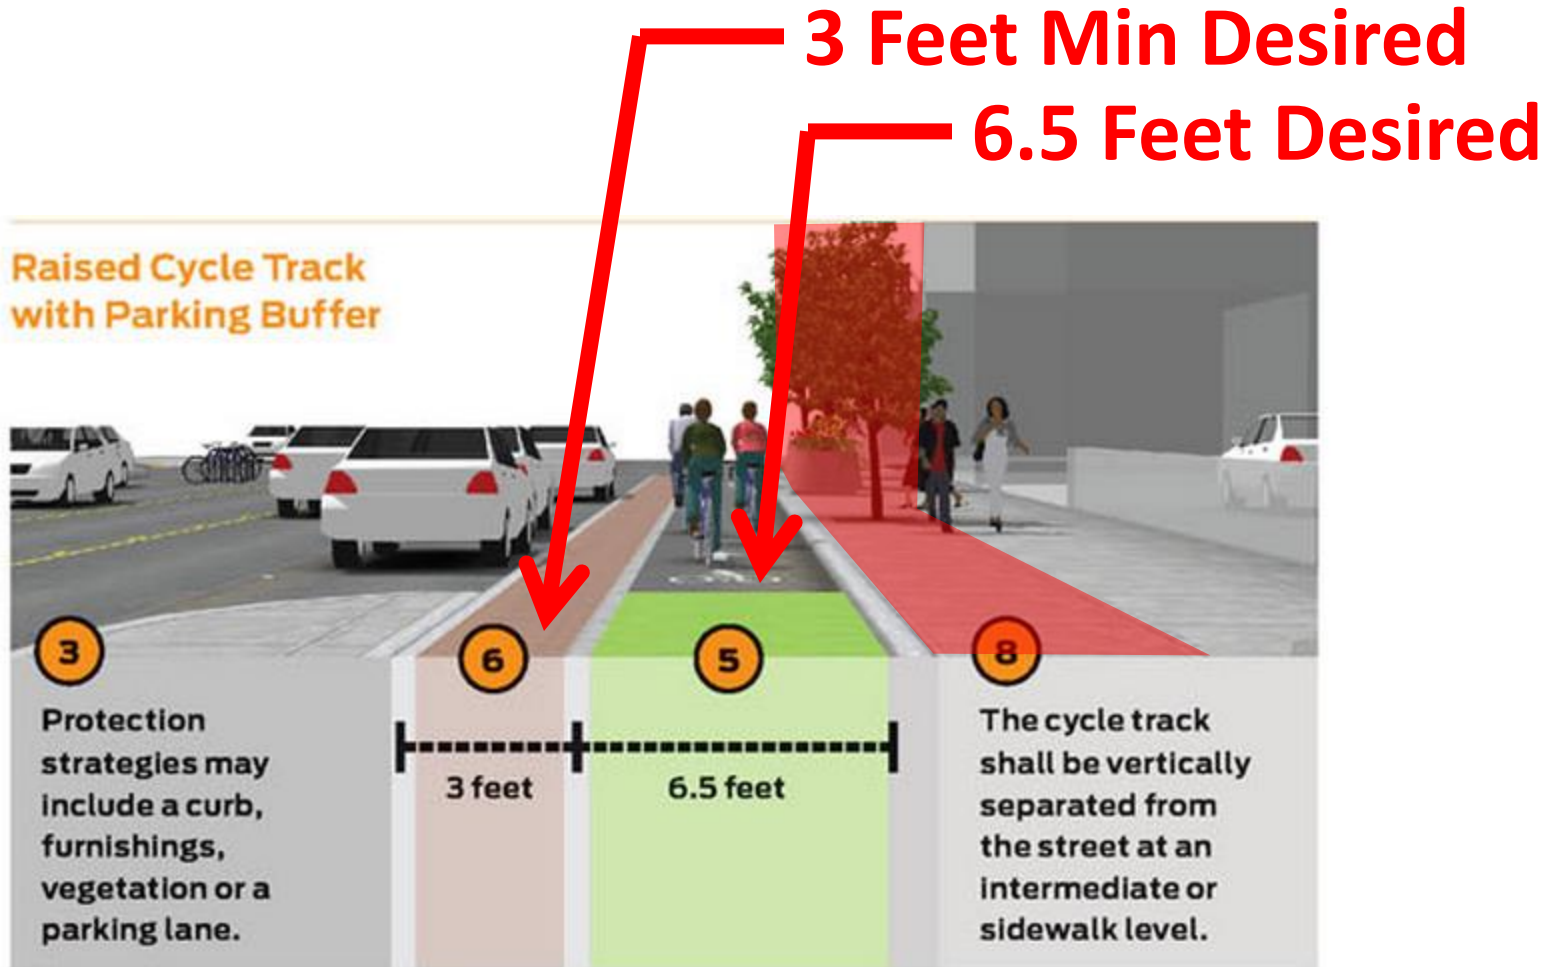 3 Feet Min Desired
6.5 Feet Desired
Raised Cycle Track
with Parking Buffer
3
6
5
8
Protection
strategies may
include a curb,
furnishings,
vegetation or a
parking lane.
3 feet
6.5 feet
The cycle track
shall be vertically
separated from
the street at an
intermediate or
sidewalk level.